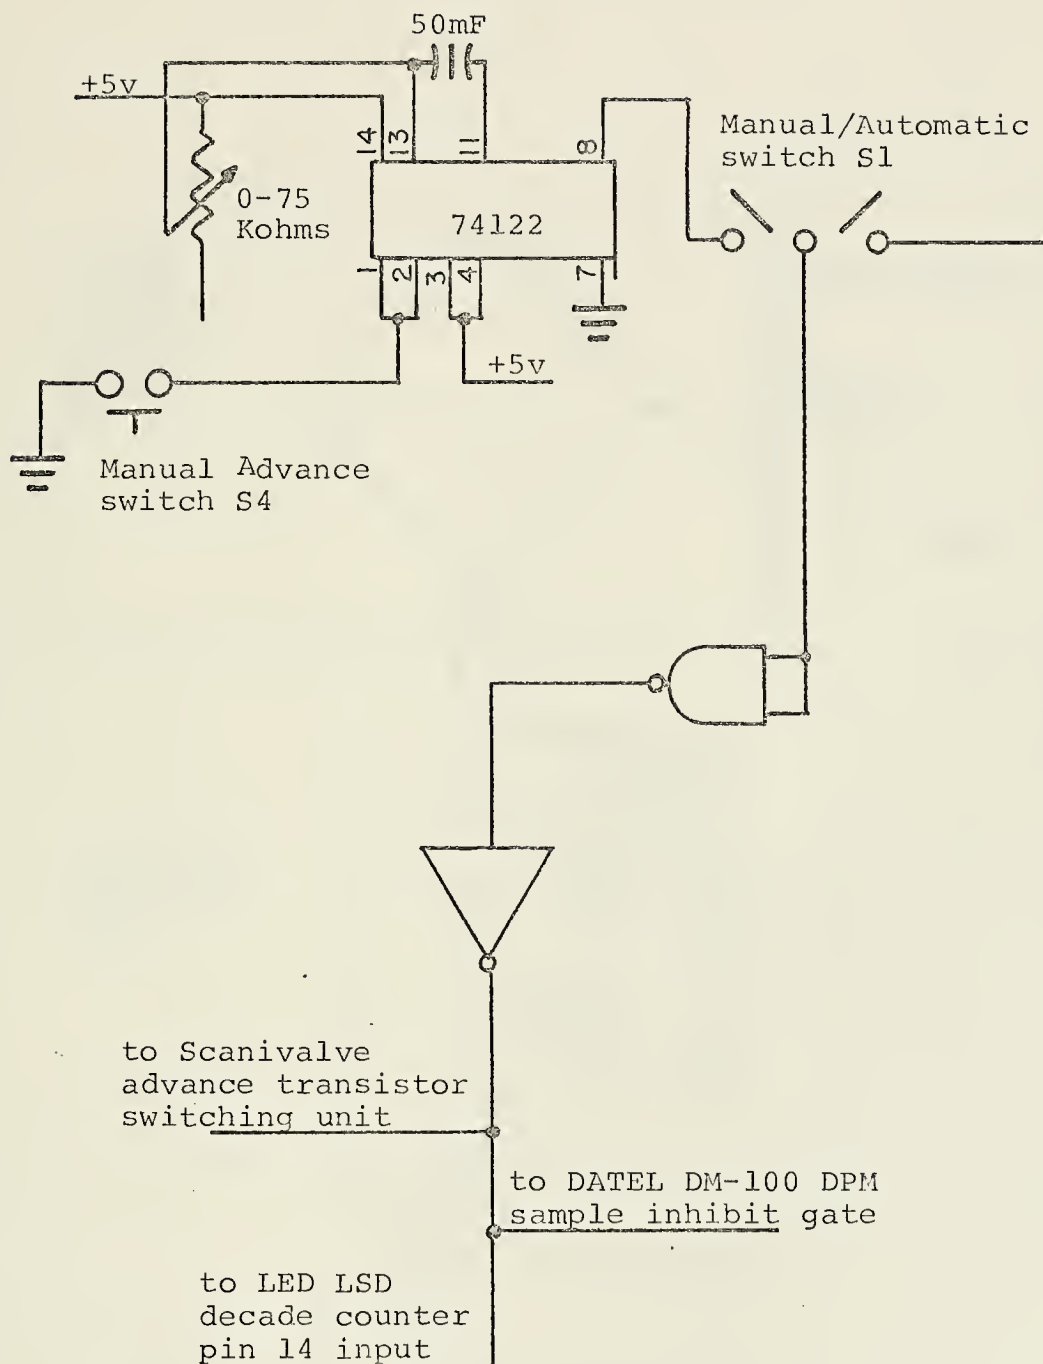 50mF
+5v
14
13
11
8
Manual/Automatic
switch S1
0-75
Kohms
74122
1
2
3
4
7
+5v
Manual Advance
switch S4
to Scanivalve
advance transistor
switching unit
to DATEL DM-100 DPM
sample inhibit gate
to LED LSD
decade counter
pin 14 input